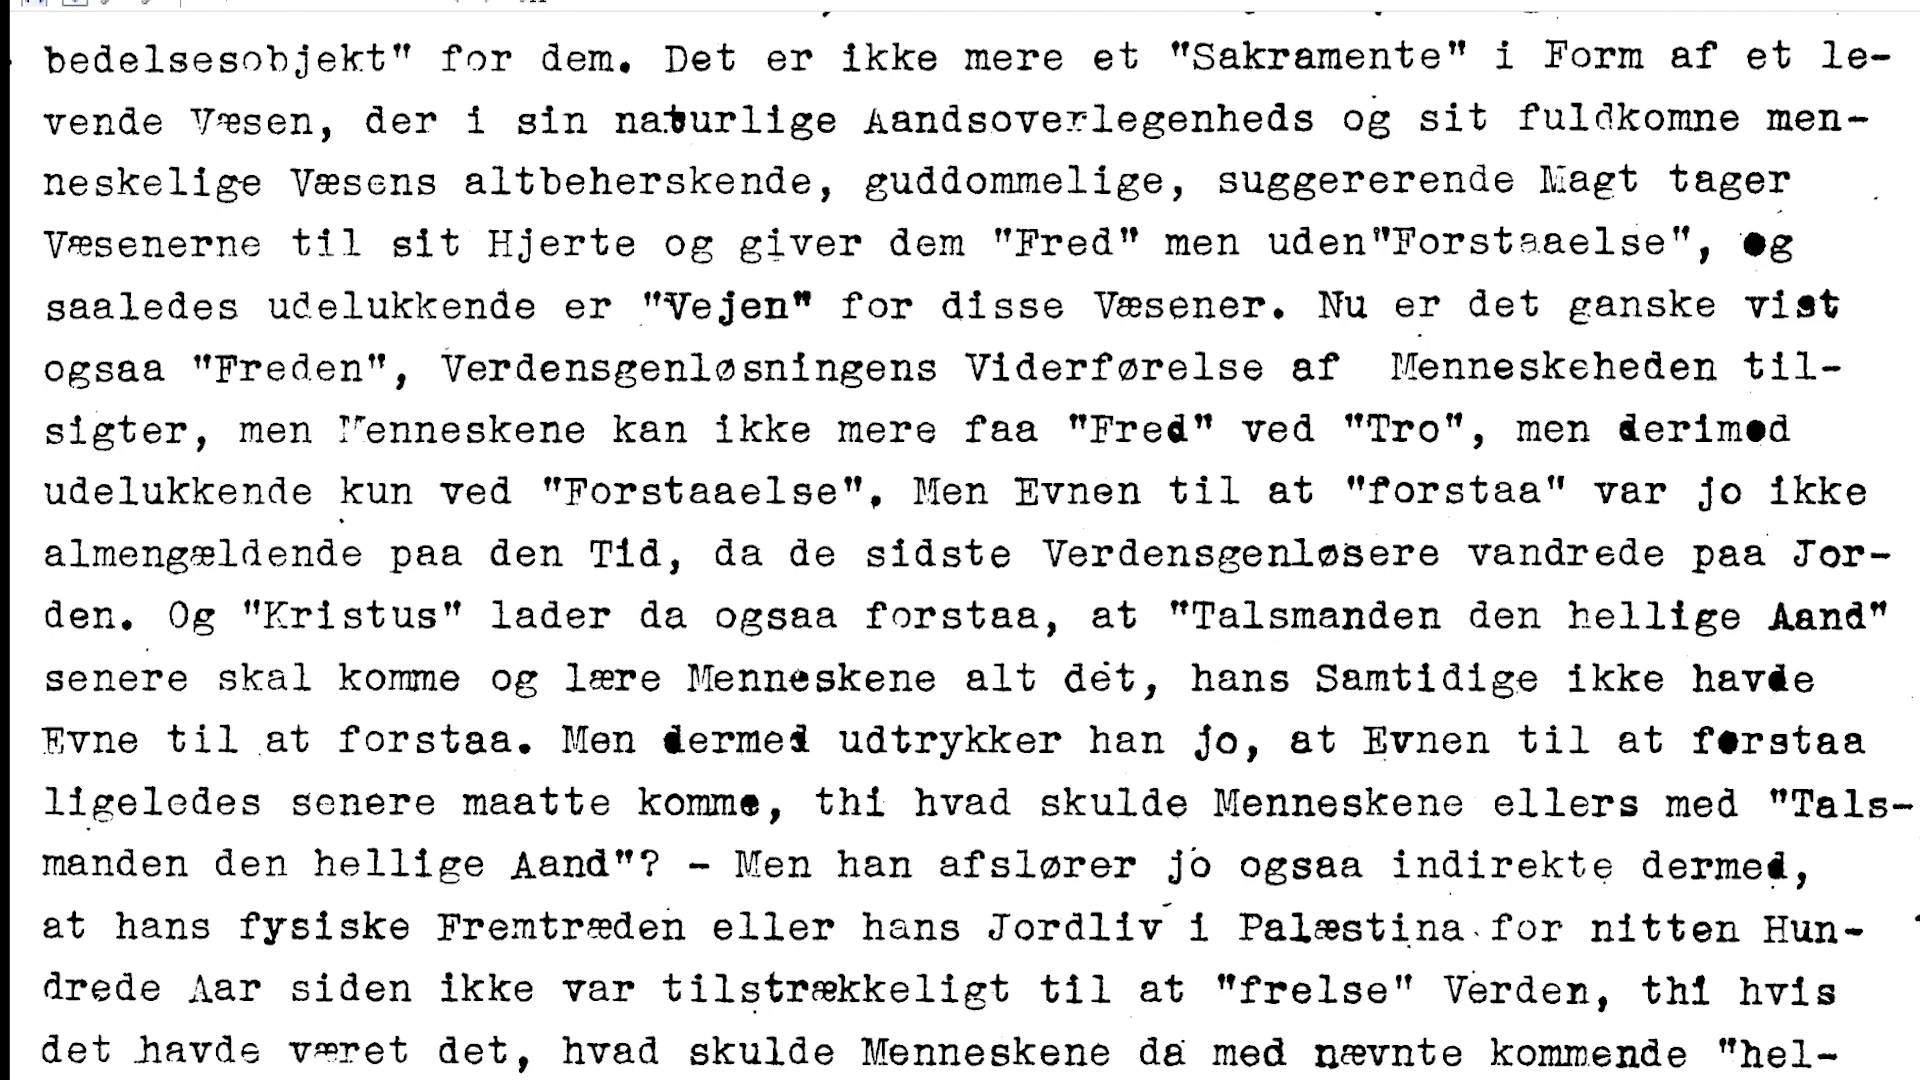 bedelsesobjekt" for dem. Det er ikke mere et "Sakramente" i Form af et le-
vende Væsen, der i sin naturlige Aandsoverlegenheds og sit fuldkomne men-
neskelige Væsens altbeherskende, guddommelige, suggererende Magt tager
Væsenerne til sit Hjerte og giver dem "Fred" men uden"Forstaaelse", og
saaledes udelukkende er "Vejen" for disse Væsener. Nu er det ganske vist
ogsaa "Freden", Verdensgenløsningens Viderførelse af Menneskeheden til-
sigter, men Menneskene kan ikke mere faa "Fred" ved "Tro", men derimod
udelukkende kun ved "Forstaaelse". Men Evnen til at "forstaa" var jo ikke
almengældende paa den Tid, da de sidste Verdensgenløsere vandrede paa Jor-
den. Og "Kristus" lader da ogsaa forstaa, at "Talsmanden den hellige Aand"
senere skal komme og lære Menneskene alt det, hans Samtidige ikke havde
Evne til at forstaa. Men dermed udtrykker han jo, at Evnen til at forstaa
ligeledes senere maatte komme, thi hvad skulde Menneskene ellers med "Tals-
manden den hellige Aand"? - Men han afslører jo ogsaa indirekte dermed,
at hans fysiske Fremtræden eller hans Jordliv i Palæstina for nitten Hun-
drede Aar siden ikke var tilstrækkeligt til at "frelse" Verden, thi hvis
det havde været det, hvad skulde Menneskene da med nævnte kommende "hel-